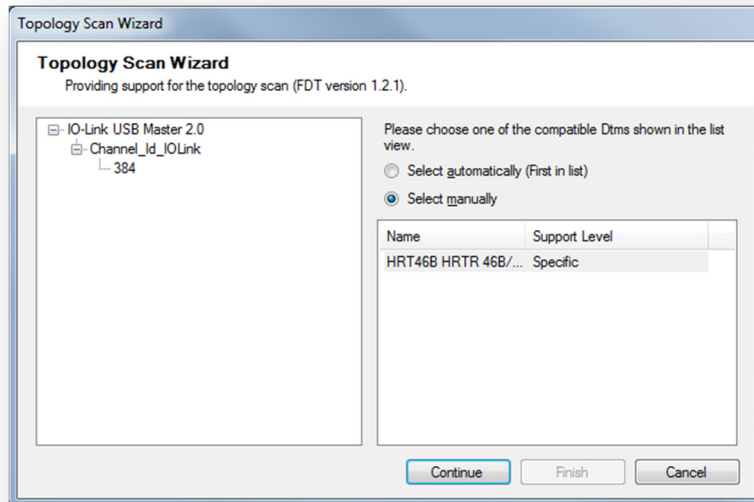 Topology Scan Wizard
Topology Scan Wizard
Providing support for the topology scan (FDT version 1.2.1).
IO-Link USB Master 2.0
Channel_Id_IOLink
384
Please choose one of the compatible Dtms shown in the list
view.
Select automatically (First in list)
Select manually
Name Support Level
HRT46B HRTR 46B/... Specific
Continue Finish Cancel